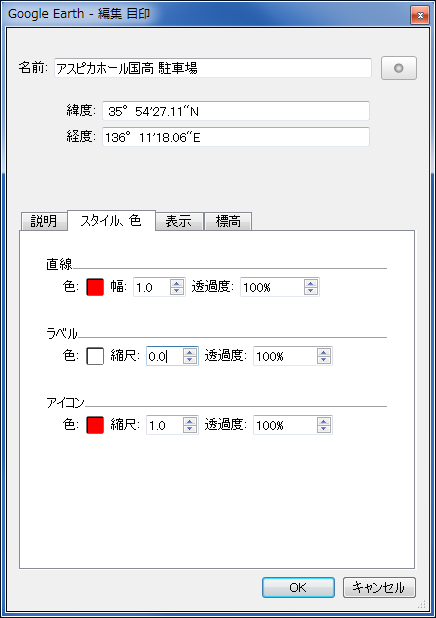 Google Earth - 編集 目印
名前: アスピカホール国高 駐車場
緯度: 35° 54'27.11"N
経度: 136° 11'18.06"E
説明 スタイル、色 表示 標高
直線
色: 幅: 1.0 透過度: 100%
ラベル
色: 縮尺: 0.0 透過度: 100%
アイコン
色: 縮尺: 1.0 透過度: 100%
OK キャンセル